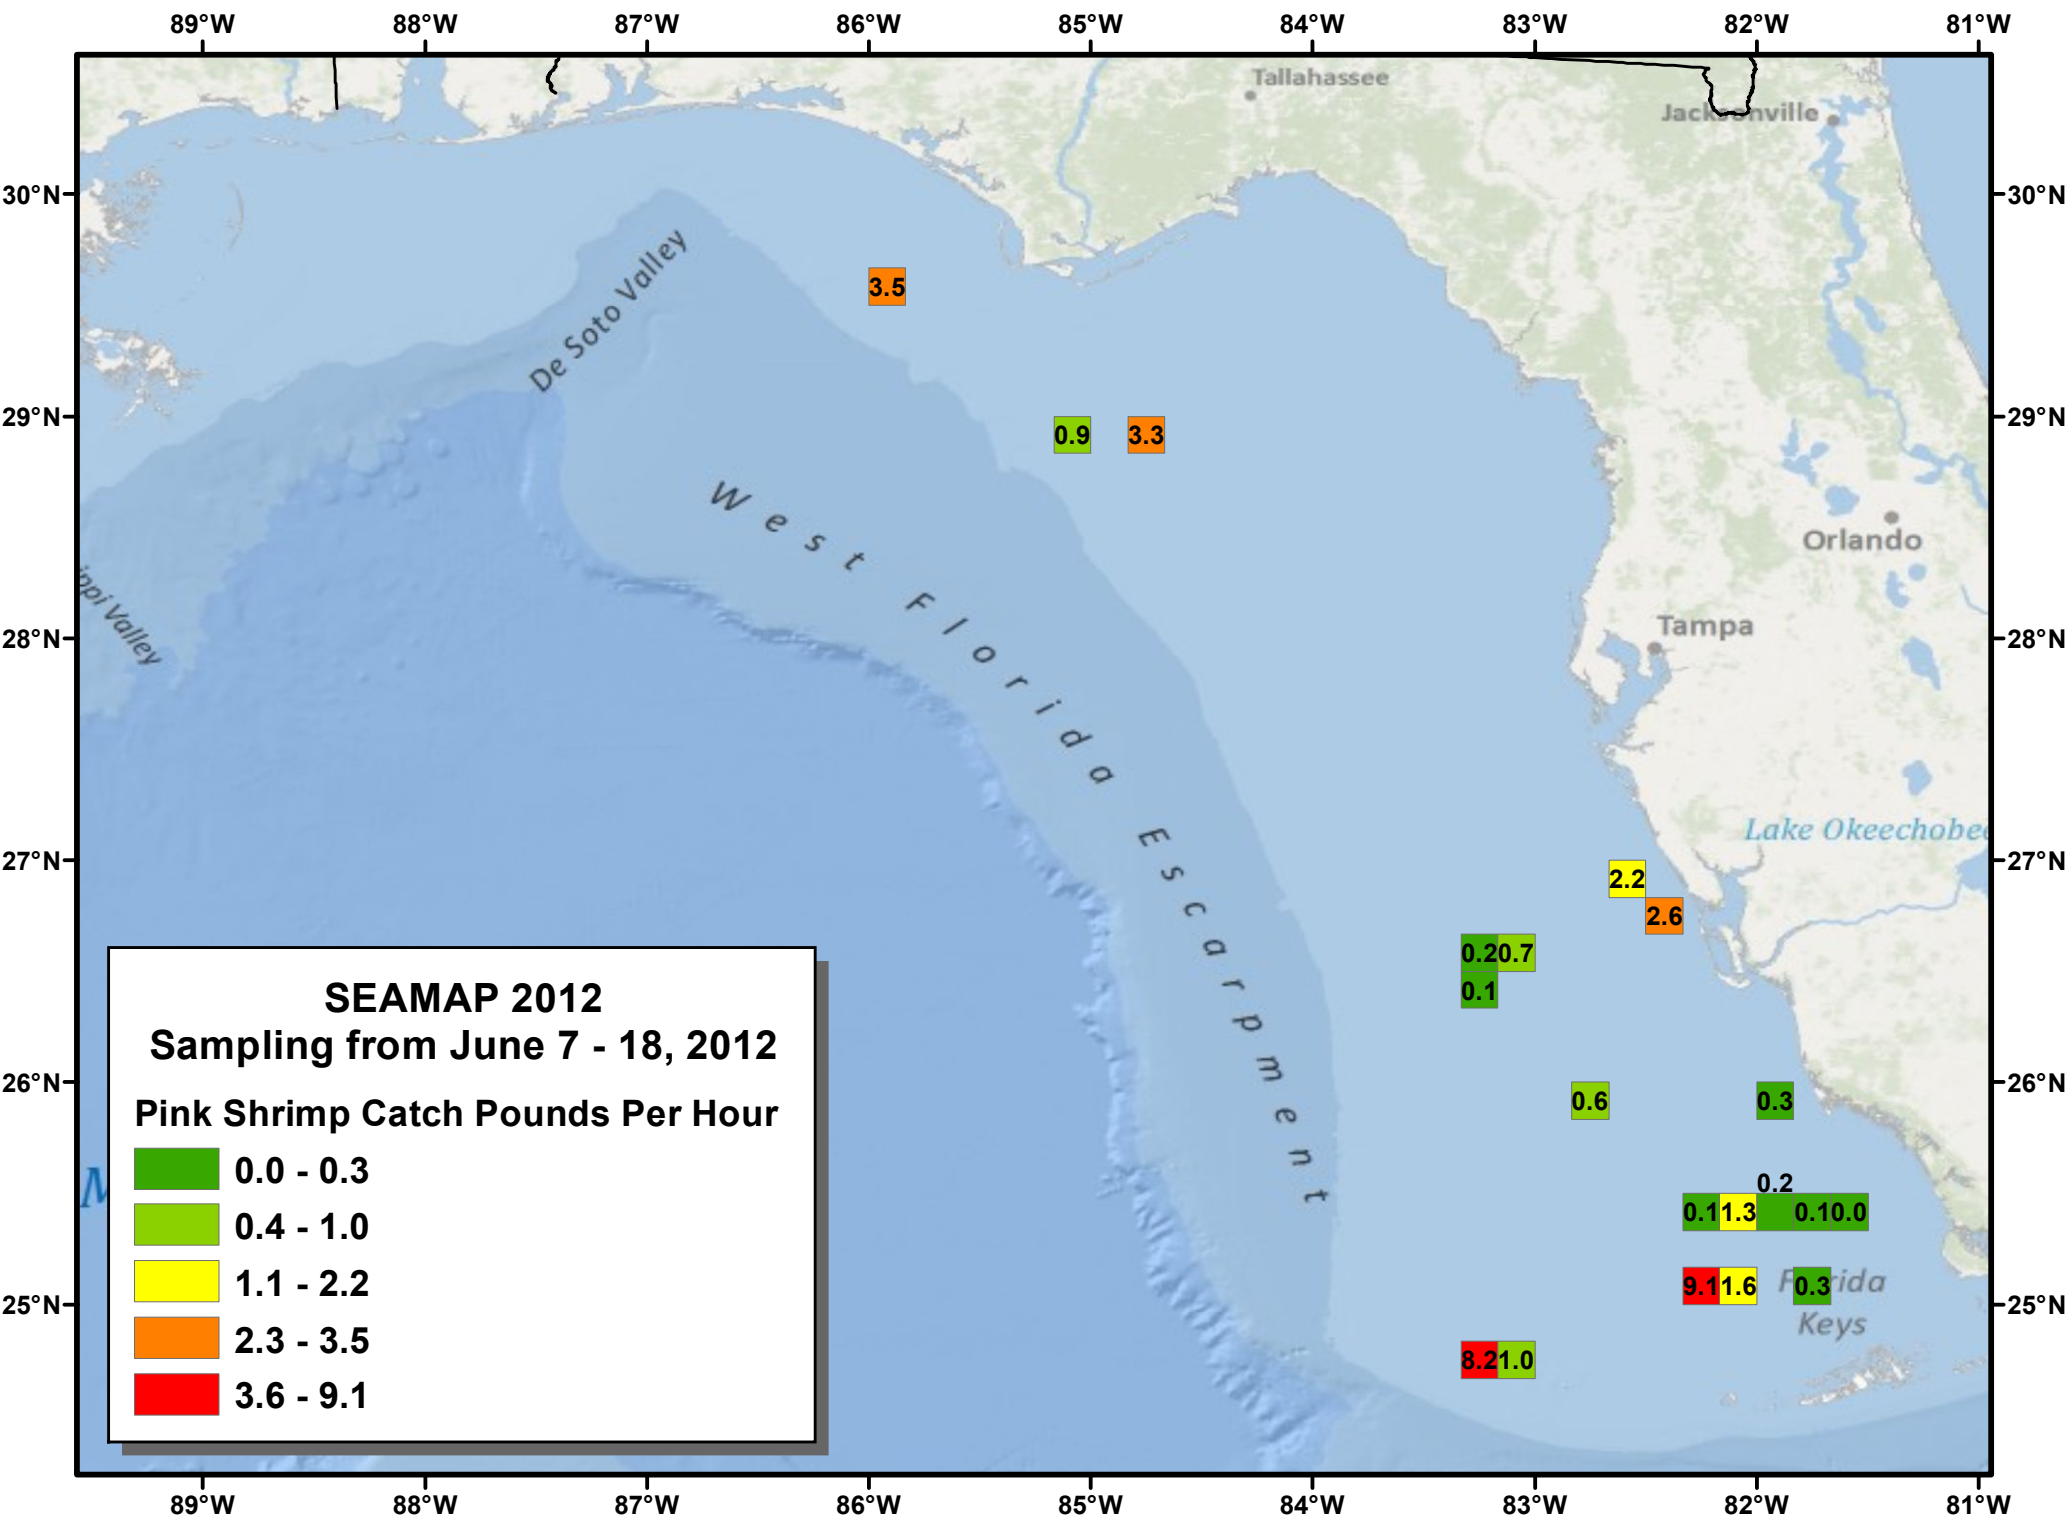 89°W 88°W 87°W 86°W 85°W 84°W 83°W 82°W 81°W
Tallahassee
Jacksonville
30°N 30°N
De Soto Valley
3.5
29°N 29°N
0.9 3.3
West Florida Escarpment
Orlando
ippi Valley
28°N 28°N
Tampa
Lake Okeechobee
27°N 27°N
2.2
2.6
0.2 0.7
0.1
26°N 26°N
0.6 0.3
0.2
0.1 1.3 0.1 0.0
9.1 1.6 0.3
Florida
Keys
25°N 25°N
8.2 1.0
M
SEAMAP 2012
Sampling from June 7 - 18, 2012
Pink Shrimp Catch Pounds Per Hour
0.0 - 0.3
0.4 - 1.0
1.1 - 2.2
2.3 - 3.5
3.6 - 9.1
89°W 88°W 87°W 86°W 85°W 84°W 83°W 82°W 81°W